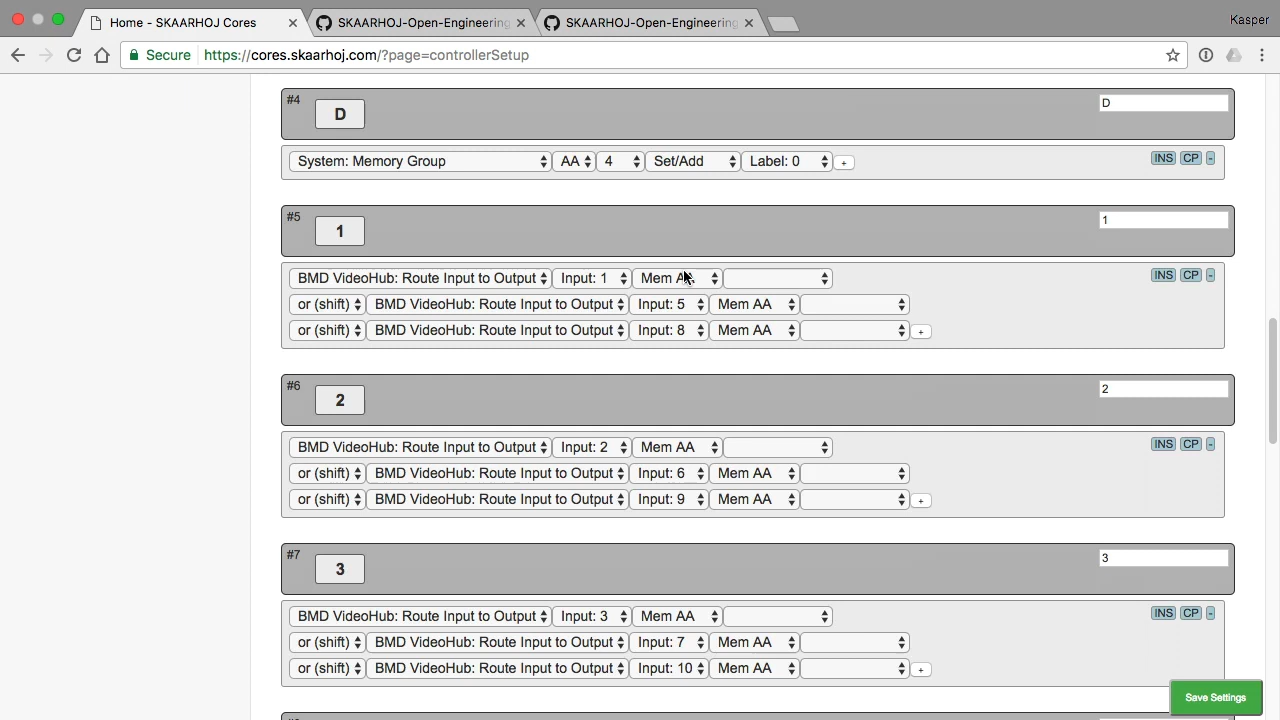 Home - SKAARHOJ Cores
SKAARHOJ-Open-Engineering
SKAARHOJ-Open-Engineering
Kasper
Secure https://cores.skaarhoj.com/?page=controllerSetup
#4 D D
System: Memory Group AA 4 Set/Add Label: 0 + INS CP -
#5 1 1
BMD VideoHub: Route Input to Output Input: 1 Mem AA INS CP -
or (shift) BMD VideoHub: Route Input to Output Input: 5 Mem AA
or (shift) BMD VideoHub: Route Input to Output Input: 8 Mem AA +
#6 2 2
BMD VideoHub: Route Input to Output Input: 2 Mem AA INS CP -
or (shift) BMD VideoHub: Route Input to Output Input: 6 Mem AA
or (shift) BMD VideoHub: Route Input to Output Input: 9 Mem AA +
#7 3 3
BMD VideoHub: Route Input to Output Input: 3 Mem AA INS CP -
or (shift) BMD VideoHub: Route Input to Output Input: 7 Mem AA
or (shift) BMD VideoHub: Route Input to Output Input: 10 Mem AA +
Save Settings